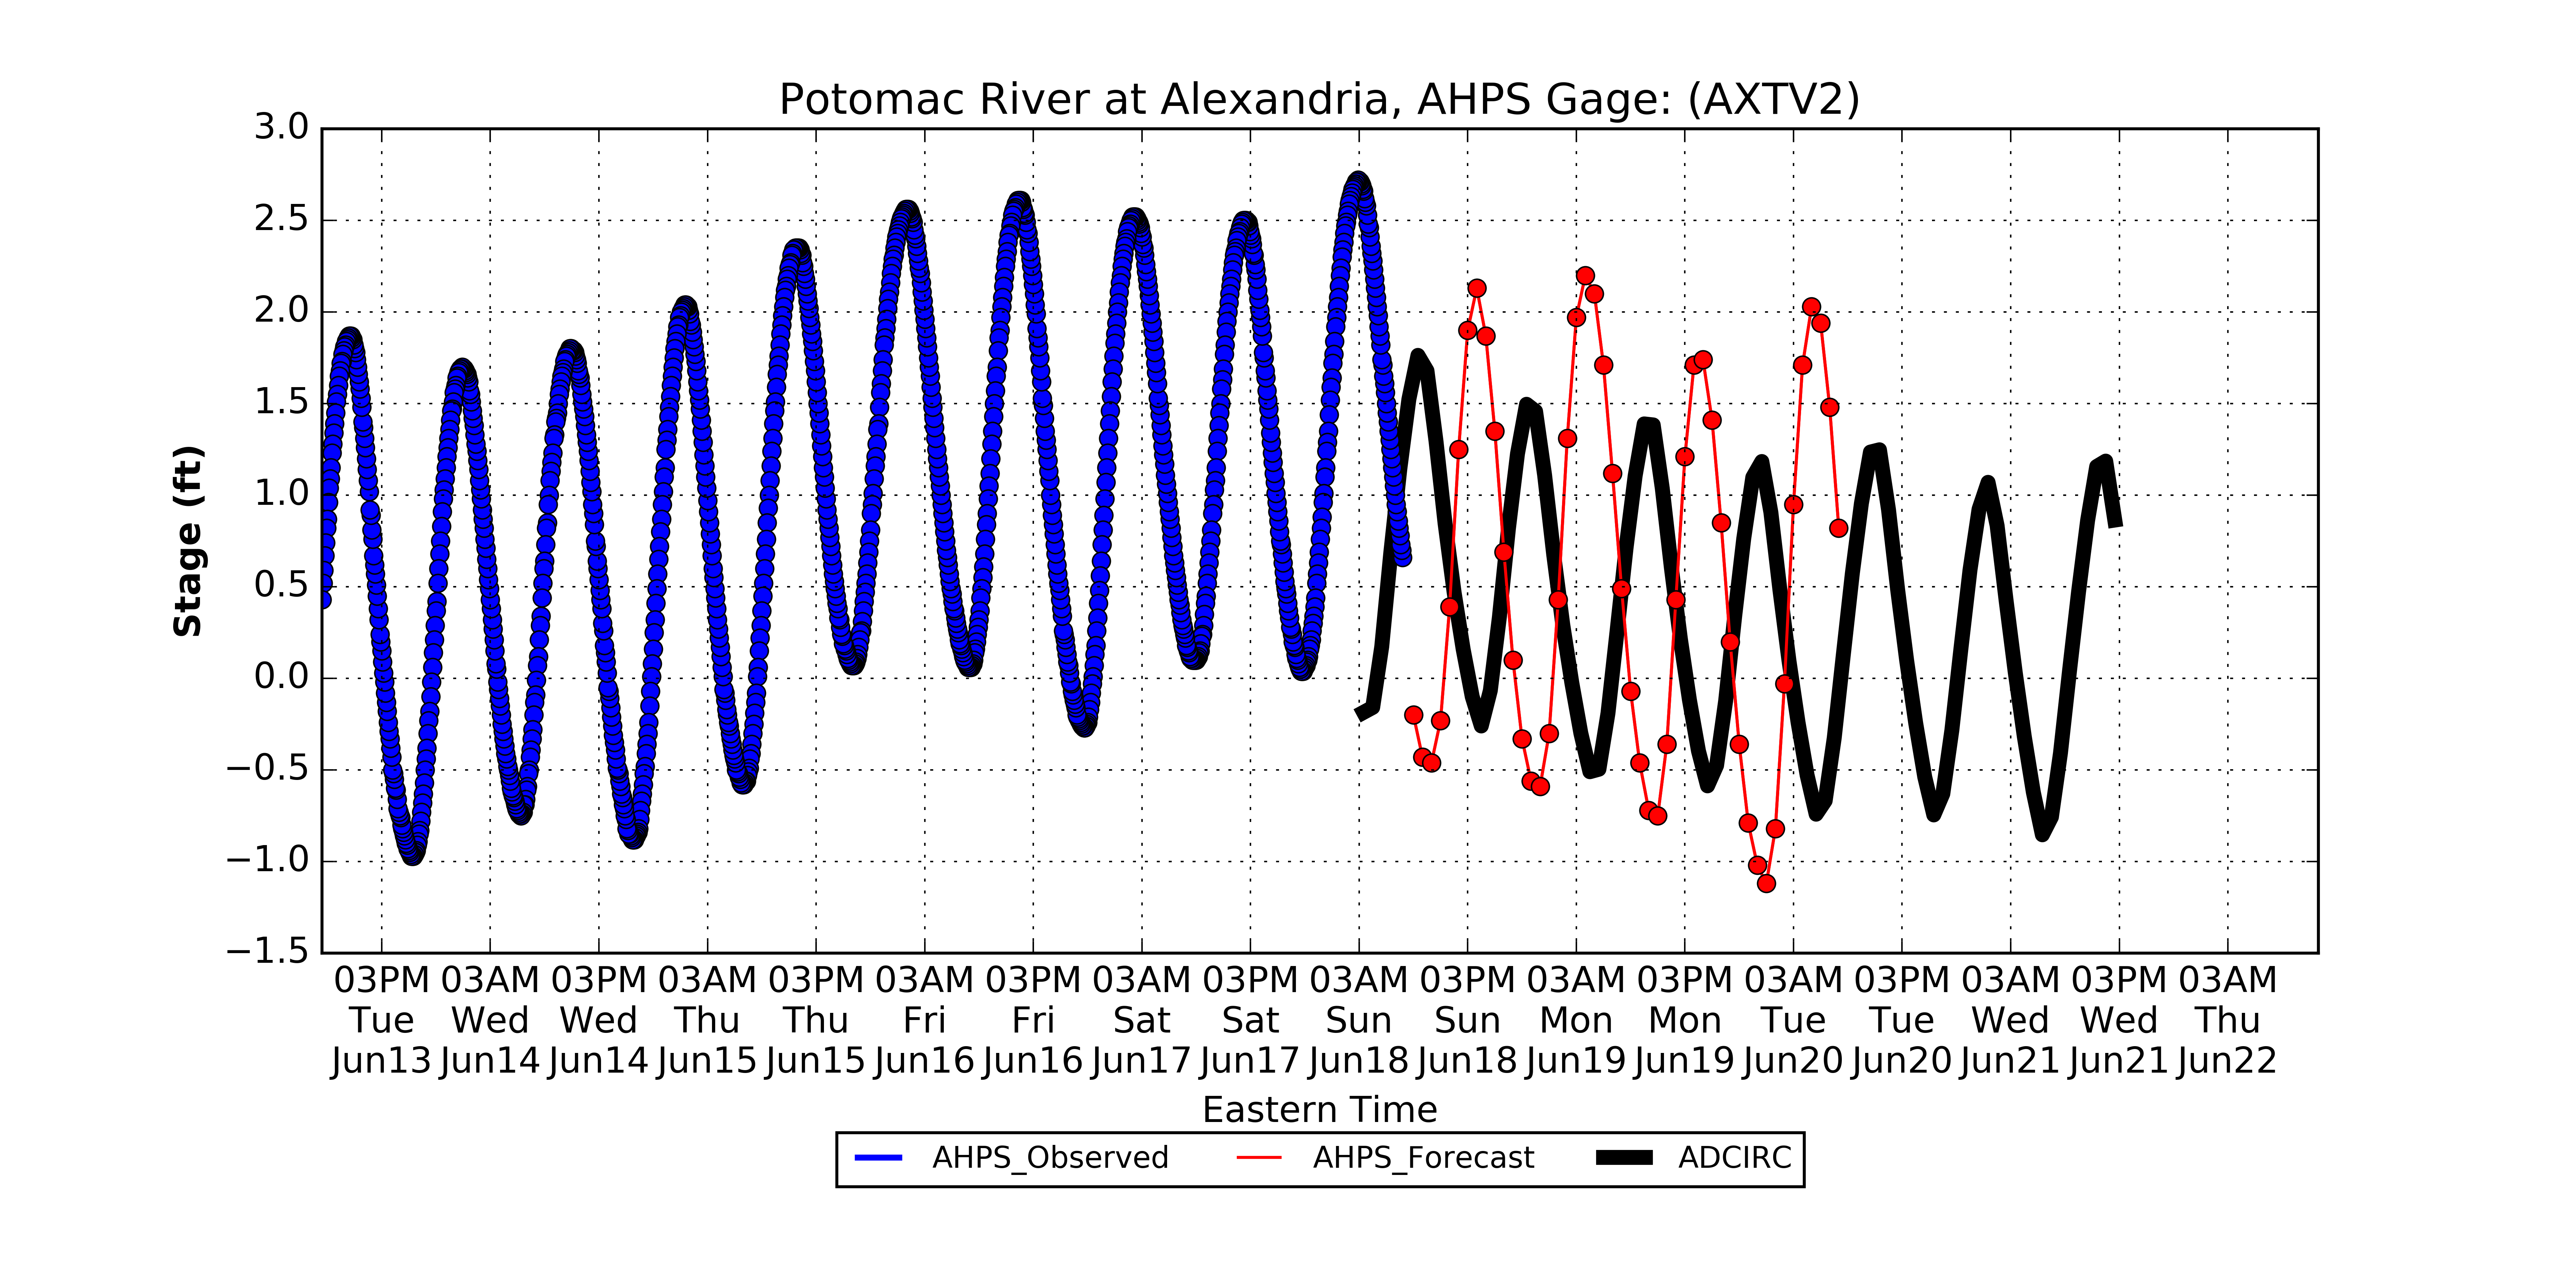 Potomac River at Alexandria, AHPS Gage: (AXTV2)
3.0
2.5
2.0
1.5
1.0
0.5
0.0
−0.5
−1.0
−1.5
Stage (ft)
03PM 03AM 03PM 03AM 03PM 03AM 03PM 03AM 03PM 03AM 03PM 03AM 03PM 03AM 03PM 03AM 03PM 03AM
Tue Wed Wed Thu Thu Fri Fri Sat Sat Sun Sun Mon Mon Tue Tue Wed Wed Thu
Jun13 Jun14 Jun14 Jun15 Jun15 Jun16 Jun16 Jun17 Jun17 Jun18 Jun18 Jun19 Jun19 Jun20 Jun20 Jun21 Jun21 Jun22
Eastern Time
AHPS_Observed AHPS_Forecast ADCIRC